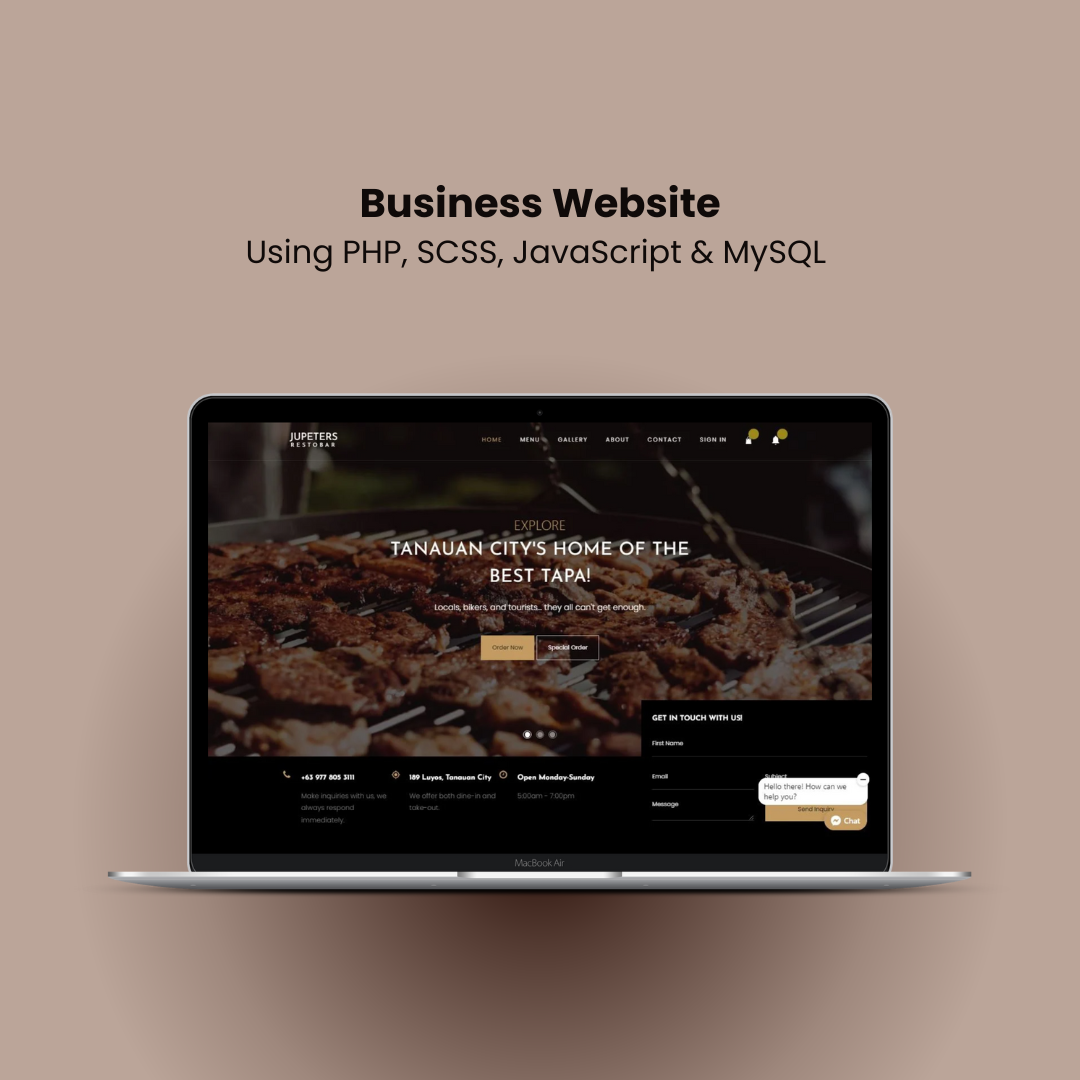 Business Website
Using PHP, SCSS, JavaScript & MySQL
JUPETERS
RESTOBAR
HOME MENU GALLERY ABOUT CONTACT SIGN IN
EXPLORE
TANAUAN CITY'S HOME OF THE
BEST TAPA!
Locals, bikers, and tourists... they all can't get enough.
Order Now Special Order
GET IN TOUCH WITH US!
First Name
+63 977 805 3111
Make inquiries with us, we
always respond
immediately.
189 Luyos, Tanauan City
We offer both dine-in and
take-out.
Open Monday-Sunday
5:00am - 7:00pm
Email Subject
Message
Hello there! How can we
help you?
Send Inquiry
Chat
MacBook Air